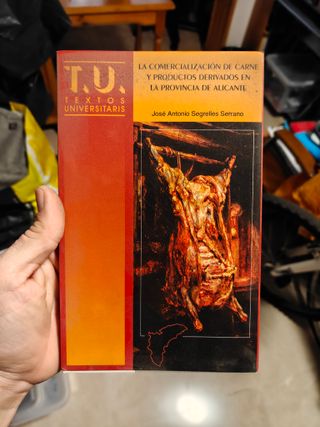 T.U.
TEXTOS
UNIVERSITARIS
LA COMERCIALIZACIÓN DE CARNE
Y PRODUCTOS DERIVADOS EN
LA PROVINCIA DE ALICANTE
José Antonio Segrelles Serrano